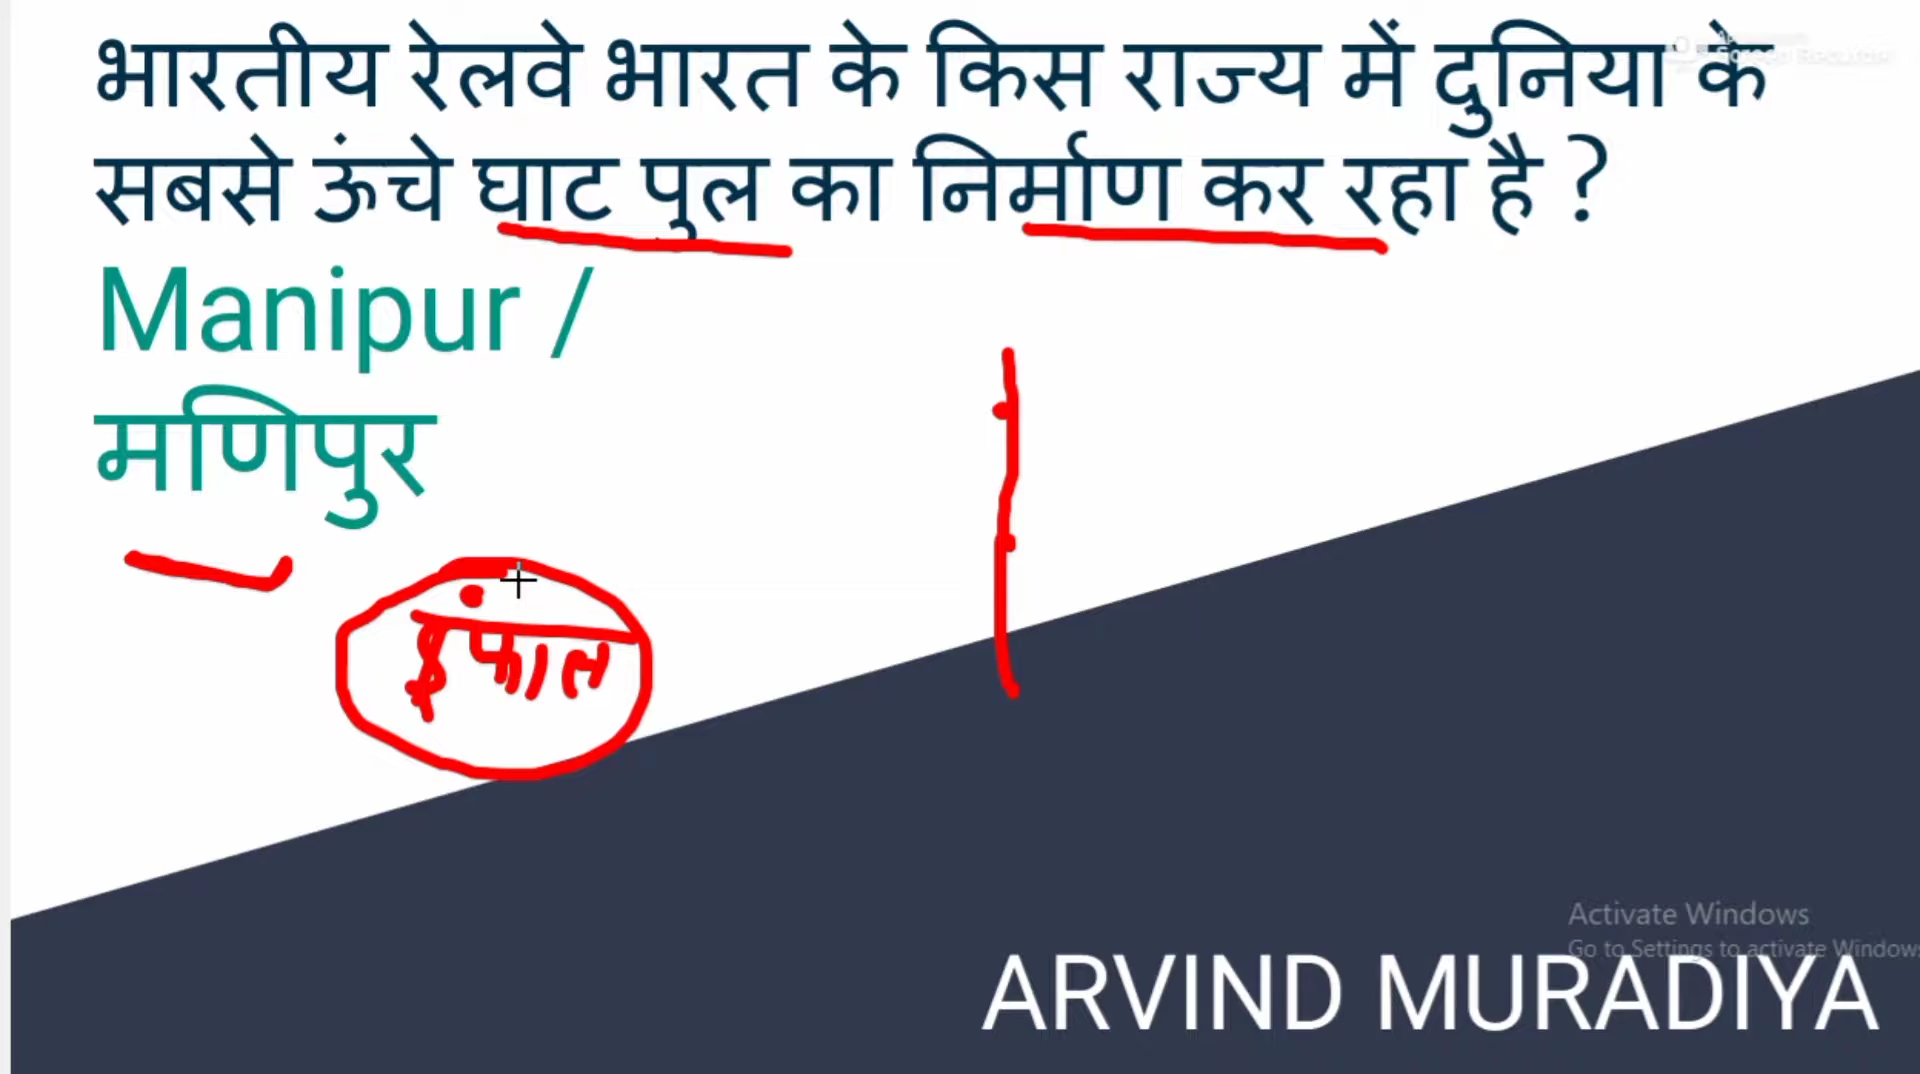 भारतीय रेलवे भारत के किस राज्य में दुनिया के
सबसे ऊंचे घाट पुल का निर्माण कर रहा है ?
Manipur /
मणिपुर
इंफाल
Activate Windows
Go to Settings to activate Windows
ARVIND MURADIYA